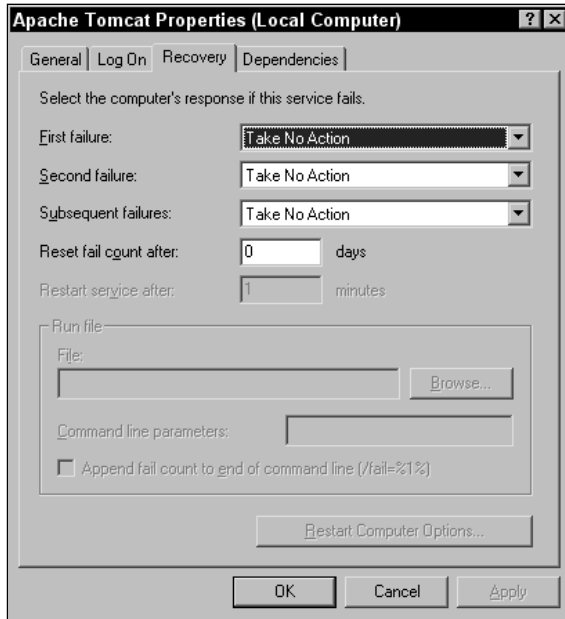 Apache Tomcat Properties (Local Computer)
General Log On Recovery Dependencies
Select the computer's response if this service fails.
First failure: Take No Action
Second failure: Take No Action
Subsequent failures: Take No Action
Reset fail count after: 0 days
Restart service after: 1 minutes
Run file
File:
Browse...
Command line parameters:
Append fail count to end of command line (/fail=%1%)
Restart Computer Options...
OK Cancel Apply